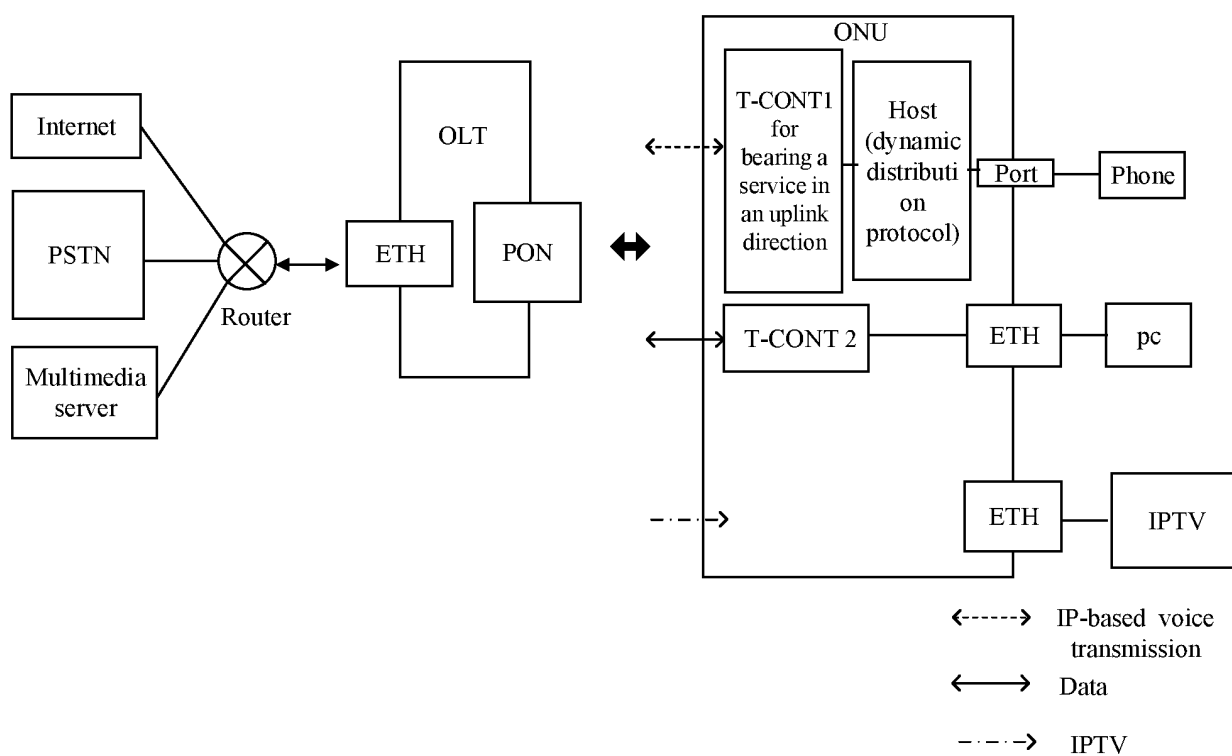 Internet
PSTN
Multimedia
server
Router
OLT
ETH
PON
ONU
T-CONT1
for
bearing a
service in
an uplink
direction
Host
(dynamic
distributi
on
protocol)
Port
Phone
T-CONT 2
ETH
pc
ETH
IPTV
IP-based voice
transmission
Data
IPTV